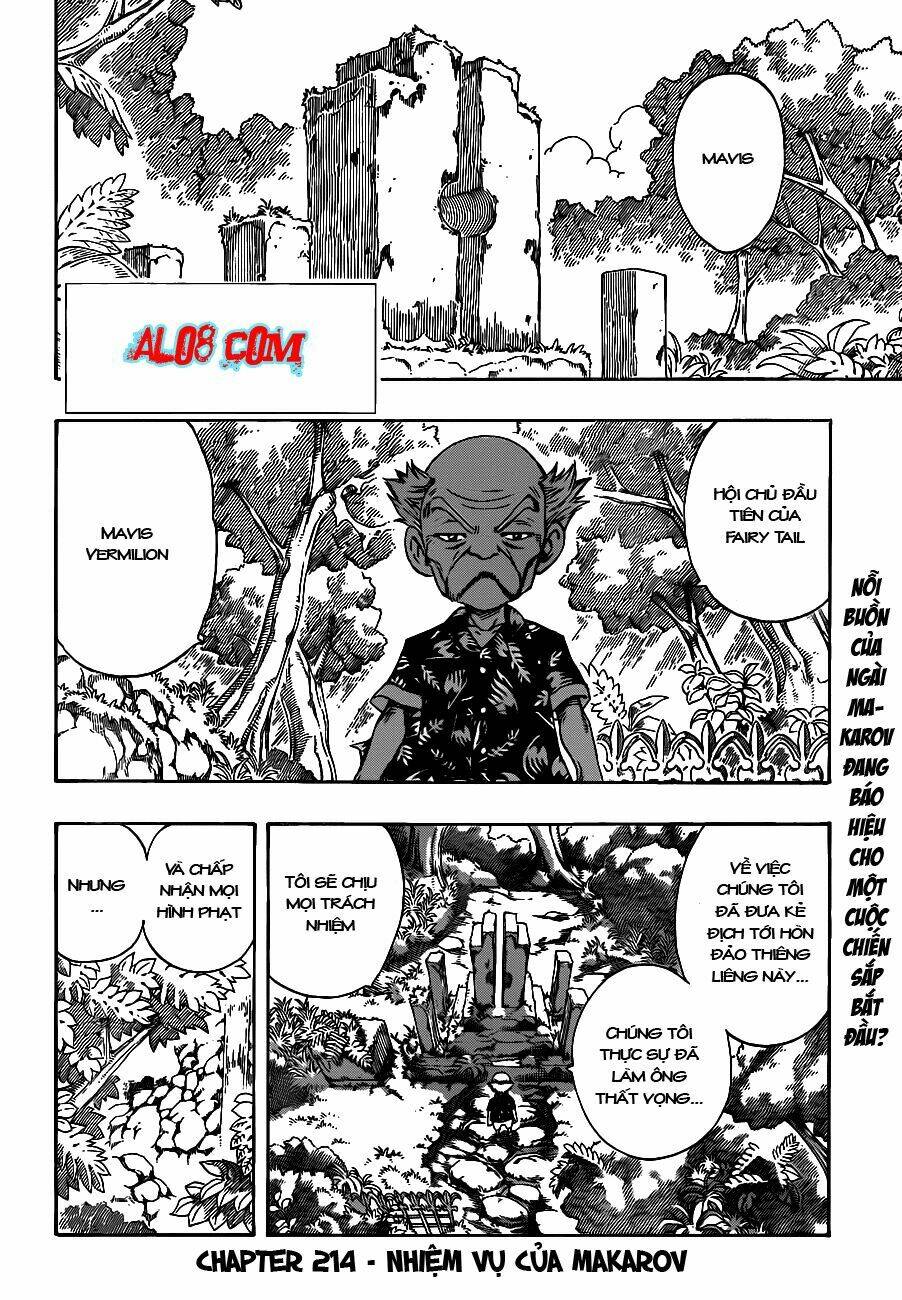 MAVIS
AL08 COM
HỘI CHỦ ĐẦU
TIÊN CỦA
FAIRY TAIL
MAVIS
VERMILION
NỖI
BUỒN
CỦA
NGÀI
MA-
KAROV
ĐANG
BÁO
HIỆU
CHO
MỘT
CUỘC
CHIẾN
SẮP
BẮT
ĐẦU?
VỀ VIỆC
CHÚNG TÔI
ĐÃ ĐƯA KẺ
ĐỊCH TỚI HÒN
ĐẢO THIÊNG
LIÊNG NÀY...
CHÚNG TÔI
THỰC SỰ ĐÃ
LÀM ÔNG
THẤT VỌNG...
TÔI SẼ CHỊU
MỌI TRÁCH
NHIỆM
VÀ CHẤP
NHẬN MỌI
HÌNH PHẠT
NHƯNG
...
CHAPTER 214 - NHIỆM VỤ CỦA MAKAROV